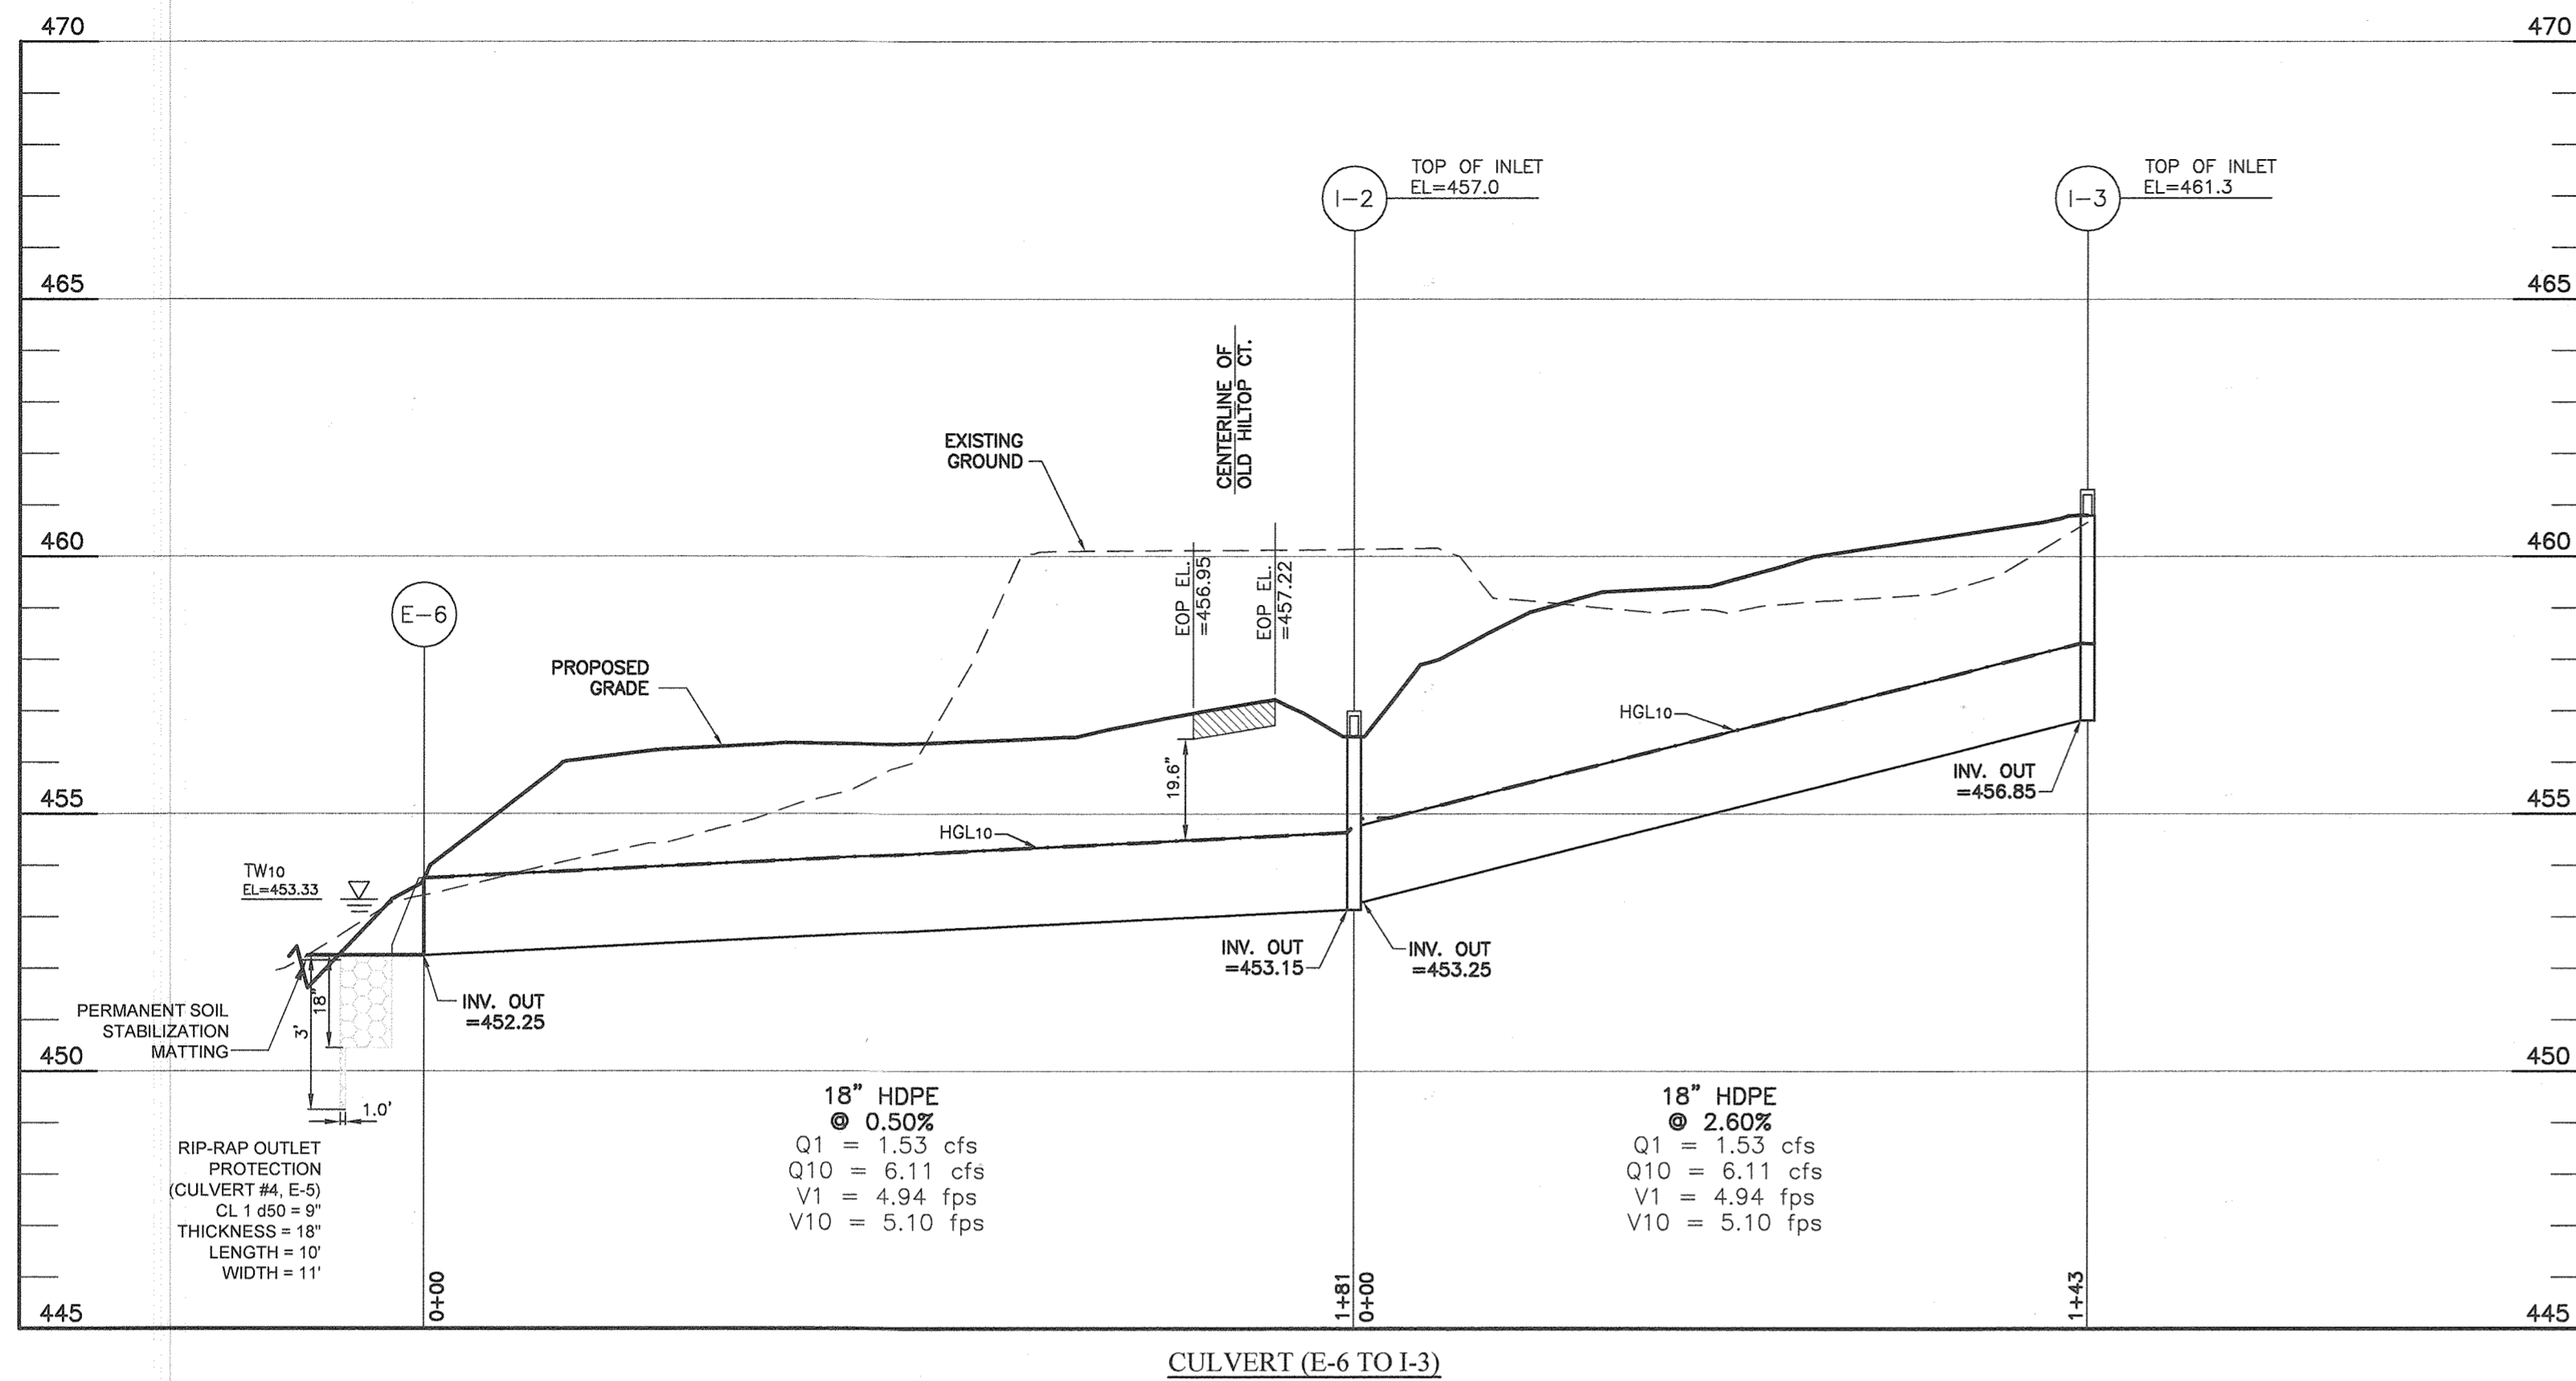 470
470
TOP OF INLET
EL=457.0
TOP OF INLET
EL=461.3
I-2
I-3
465
465
CENTERLINE OF
OLD HILTOP CT.
EXISTING
GROUND
460
460
EOP EL.
=456.95
EOP EL.
=457.22
E-6
PROPOSED
GRADE
HGL10
19.6"
INV. OUT
=456.85
455
455
HGL10
TW10
EL=453.33
INV. OUT
=453.15
INV. OUT
=453.25
INV. OUT
=452.25
PERMANENT SOIL
STABILIZATION
MATTING
18"
3'
450
450
1.0'
18" HDPE
@ 0.50%
Q1 = 1.53 cfs
Q10 = 6.11 cfs
V1 = 4.94 fps
V10 = 5.10 fps
18" HDPE
@ 2.60%
Q1 = 1.53 cfs
Q10 = 6.11 cfs
V1 = 4.94 fps
V10 = 5.10 fps
RIP-RAP OUTLET
PROTECTION
(CULVERT #4, E-5)
CL 1 d50 = 9"
THICKNESS = 18"
LENGTH = 10'
WIDTH = 11'
0+00
1+81
0+00
1+43
445
445
CULVERT (E-6 TO I-3)